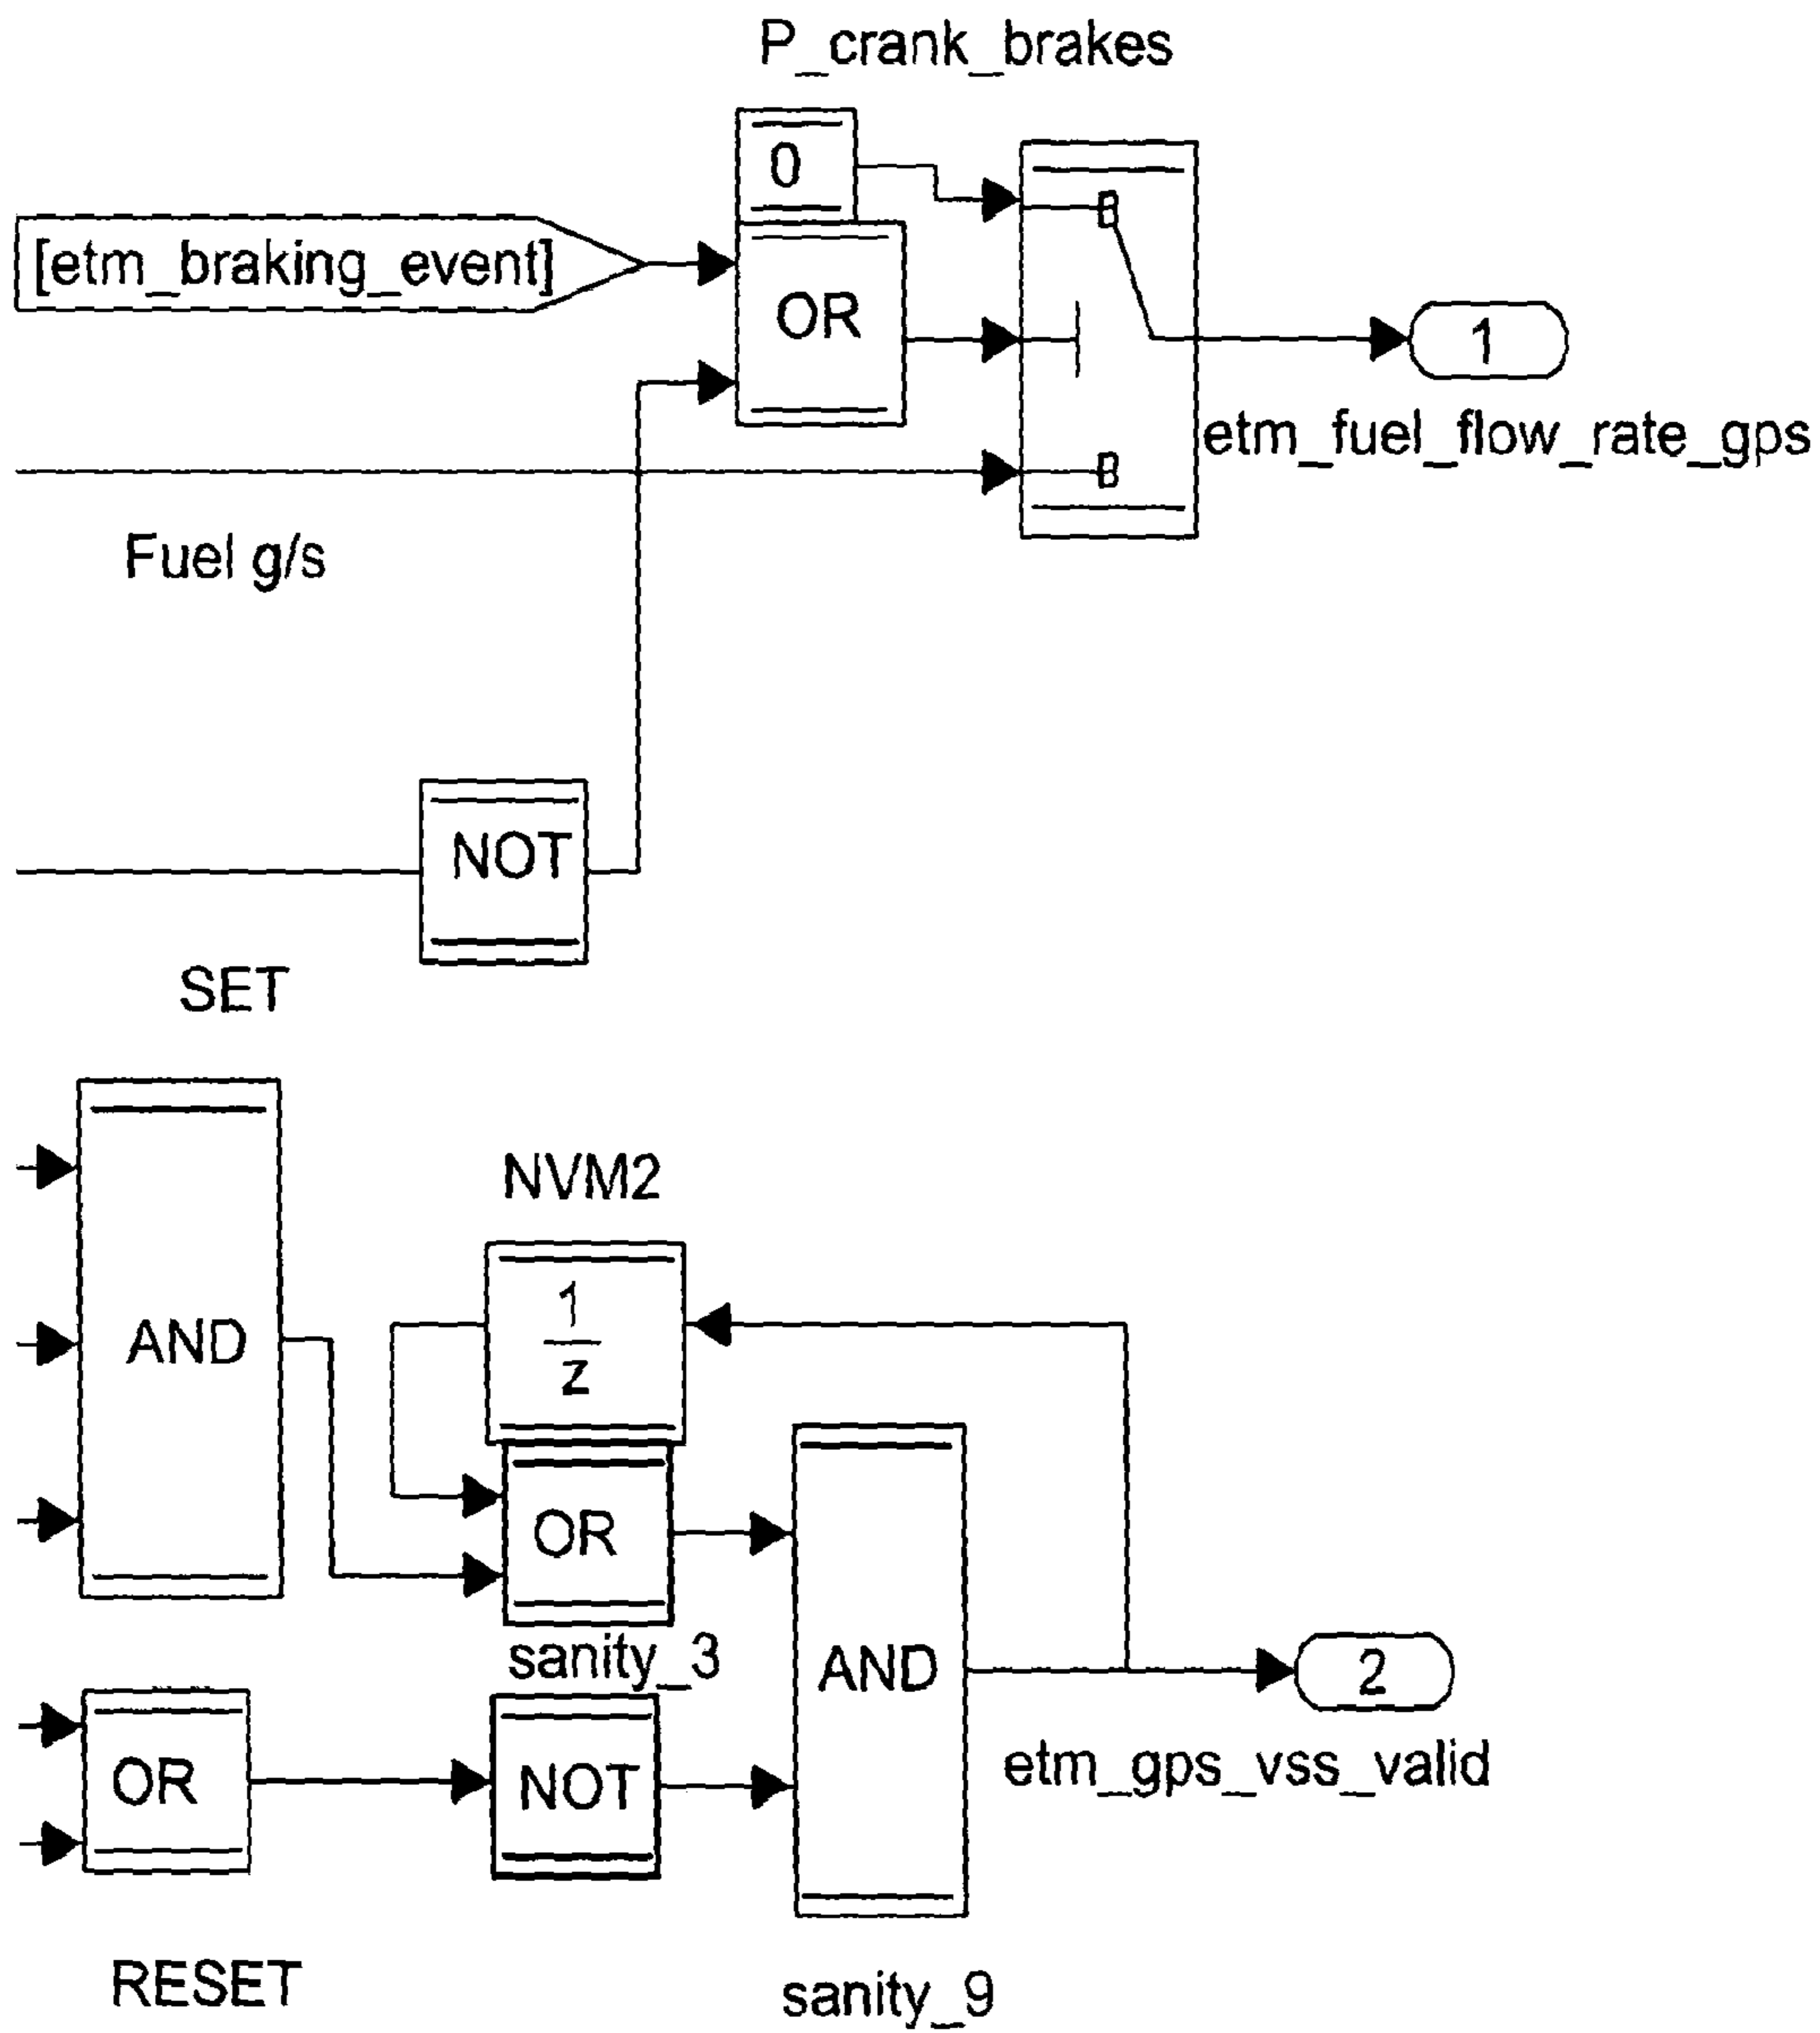 P_crank_brakes
0
[etm_braking_event]
OR
1
etm_fuel_flow_rate_gps
Fuel g/s
NOT
SET
NVM2
1
z
AND
OR
sanity_3
AND
2
etm_gps_vss_valid
OR
NOT
RESET
sanity_9